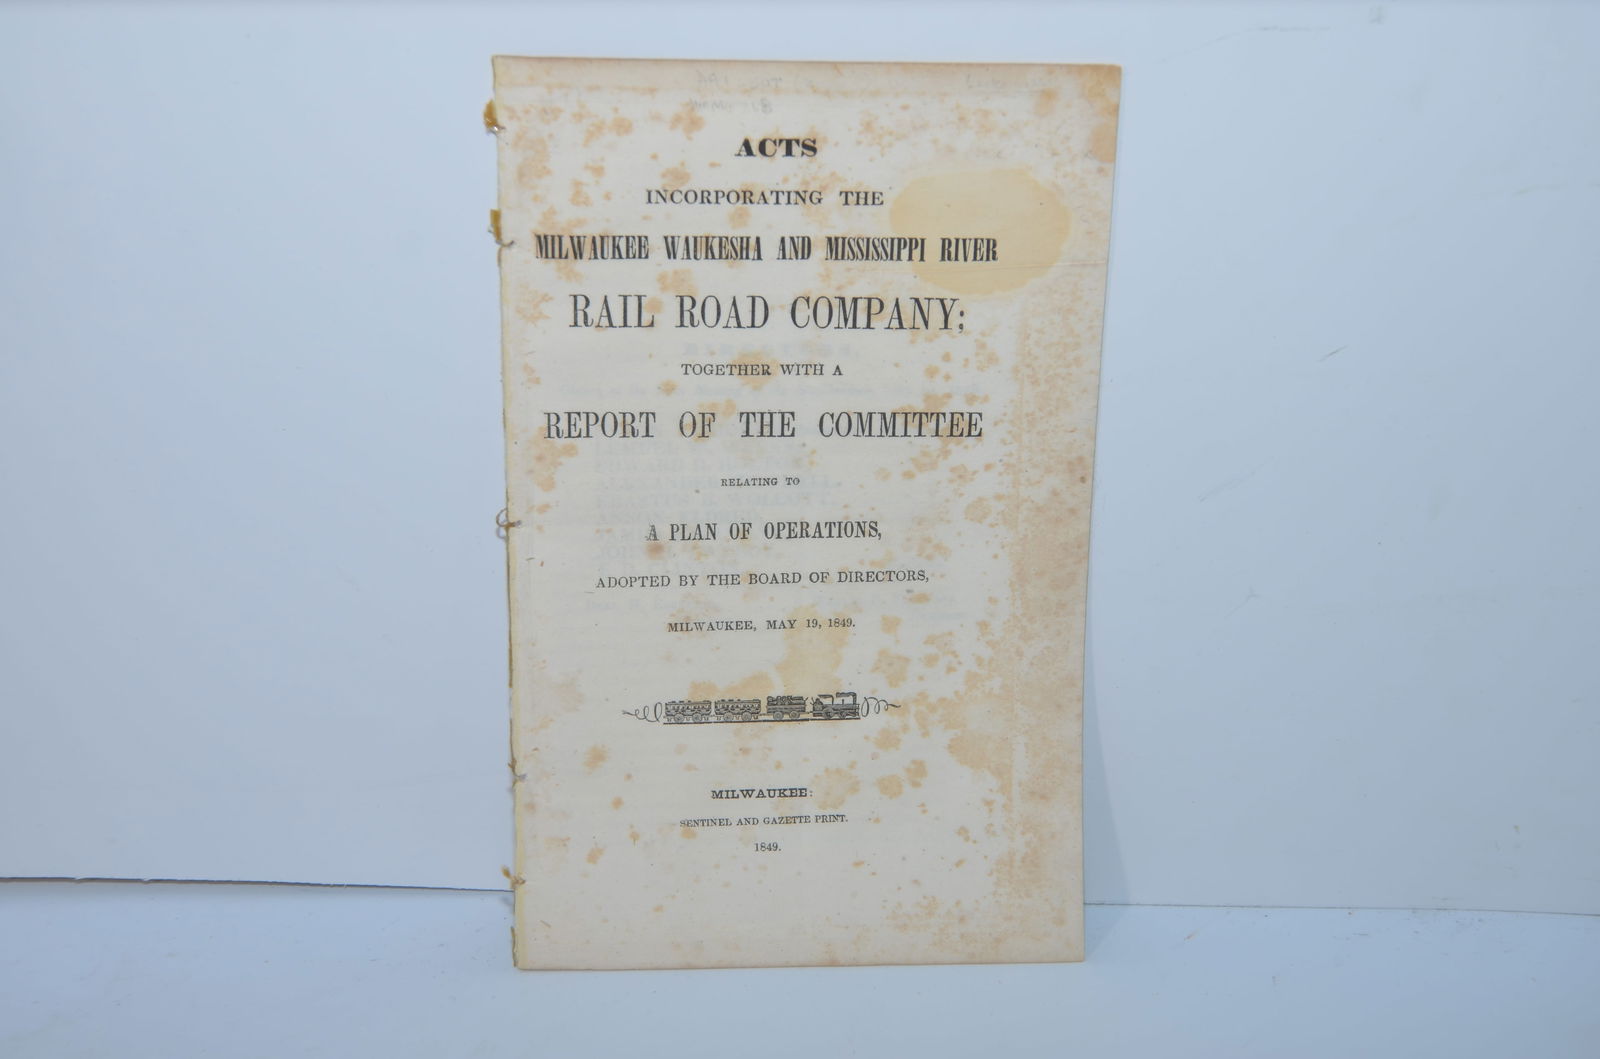 ACTS
INCORPORATING THE
MILWAUKEE WAUKESHA AND MISSISSIPPI RIVER
RAIL ROAD COMPANY;
TOGETHER WITH A
REPORT OF THE COMMITTEE
RELATING TO
A PLAN OF OPERATIONS,
ADOPTED BY THE BOARD OF DIRECTORS,
MILWAUKEE, MAY 19, 1849.
MILWAUKEE:
SENTINEL AND GAZETTE PRINT.
1849.